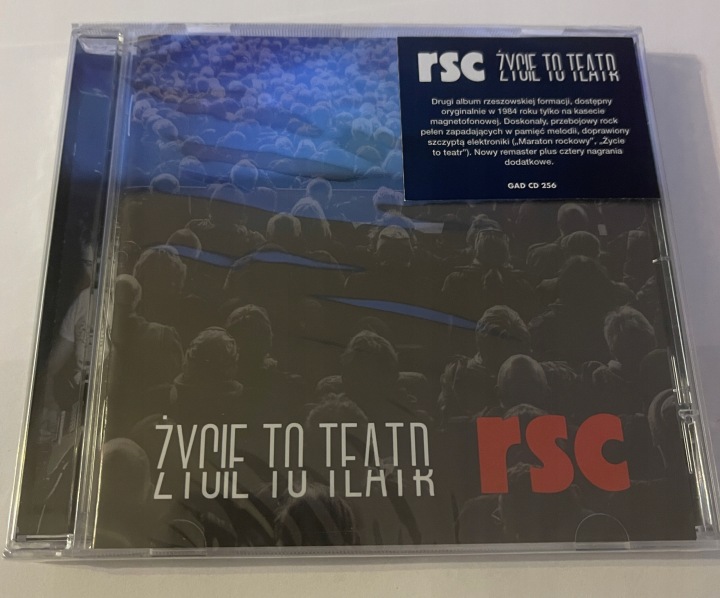 rsc ŻYCIE TO TEATR
Drugi album rzeszowskiej formacji, dostępny
oryginalnie w 1984 roku tylko na kasecie
magnetofonowej. Doskonały, przebojowy rock
pełen zapadających w pamięć melodii, doprawiony
szczyptą elektroniki („Maraton rockowy”, „Życie
to teatr”). Nowy remaster plus cztery nagrania
dodatkowe.
GAD CD 256
ŻYCIE TO TEATR rsc